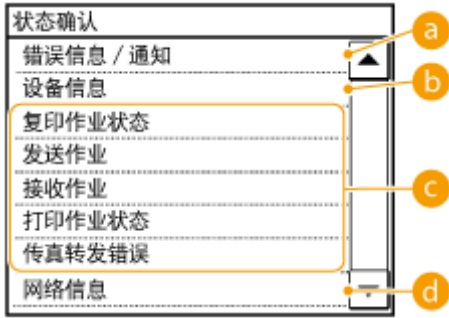 状态确认
错误信息 / 通知
a
设备信息
b
复印作业状态
发送作业
接收作业
c
打印作业状态
传真转发错误
网络信息
d